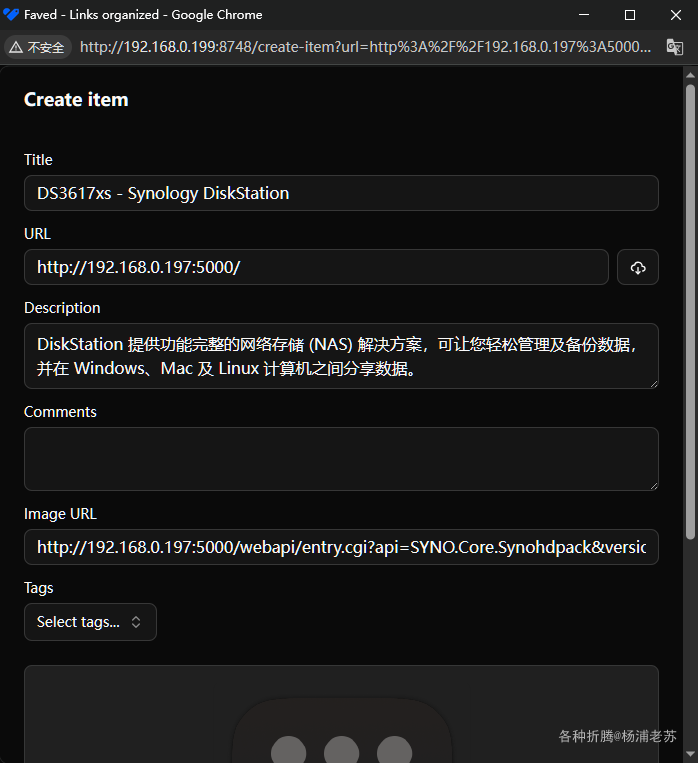 Faved - Links organized - Google Chrome
不安全 http://192.168.0.199:8748/create-item?url=http%3A%2F%2F192.168.0.197%3A5000...
Create item
Title
DS3617xs - Synology DiskStation
URL
http://192.168.0.197:5000/
Description
DiskStation 提供功能完整的网络存储 (NAS) 解决方案，可让您轻松管理及备份数据，
并在 Windows、Mac 及 Linux 计算机之间分享数据。
Comments
Image URL
http://192.168.0.197:5000/webapi/entry.cgi?api=SYNO.Core.Synohdpack&versic
Tags
Select tags...
各种折腾@杨浦老苏